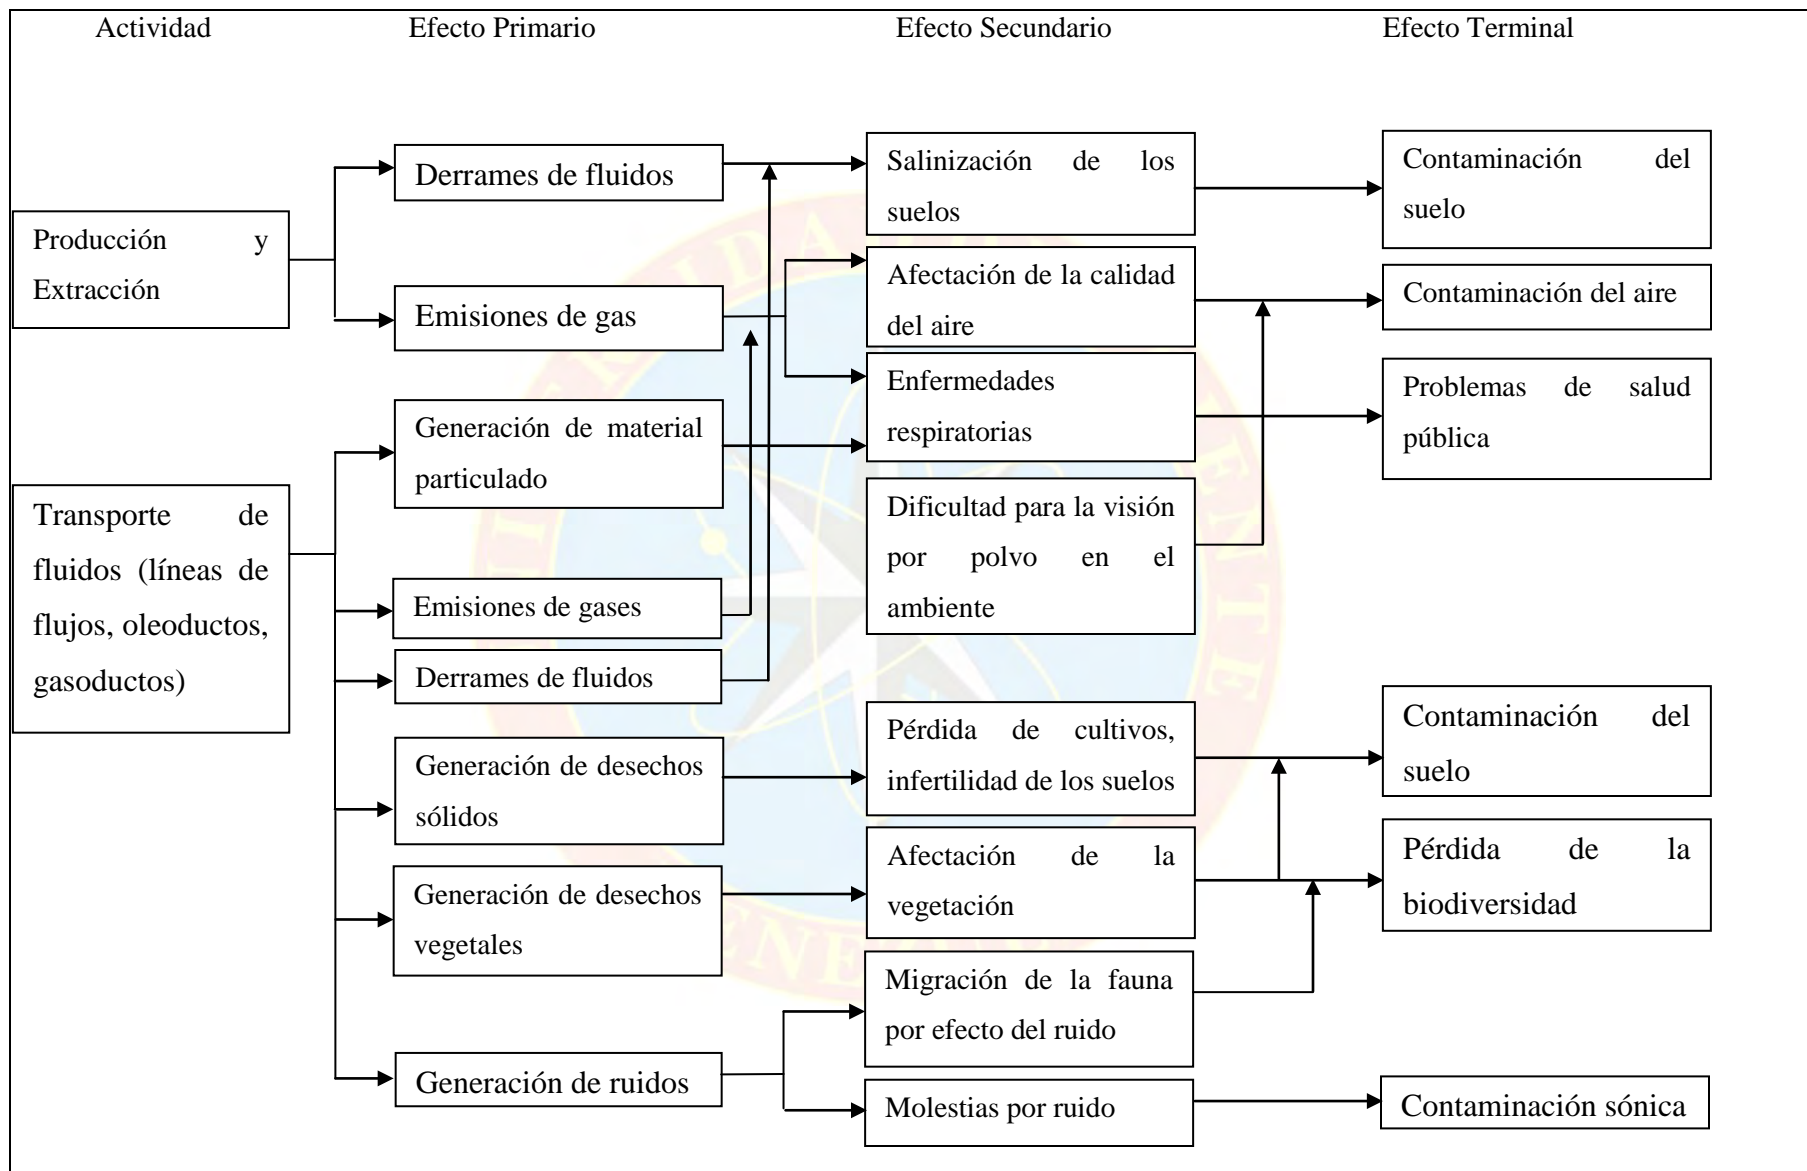 Actividad
Efecto Primario
Efecto Secundario
Efecto Terminal
Producción y
Extracción
Transporte de
fluidos (líneas de
flujos, oleoductos,
gasoductos)
Derrames de fluidos
Emisiones de gas
Generación de material
particulado
Emisiones de gases
Derrames de fluidos
Generación de desechos
sólidos
Generación de desechos
vegetales
Generación de ruidos
Salinización de los
suelos
Afectación de la calidad
del aire
Enfermedades
respiratorias
Dificultad para la visión
por polvo en el
ambiente
Pérdida de cultivos,
infertilidad de los suelos
Afectación de la
vegetación
Migración de la fauna
por efecto del ruido
Molestias por ruido
Contaminación del
suelo
Contaminación del aire
Problemas de salud
pública
Contaminación del
suelo
Pérdida de la
biodiversidad
Contaminación sónica